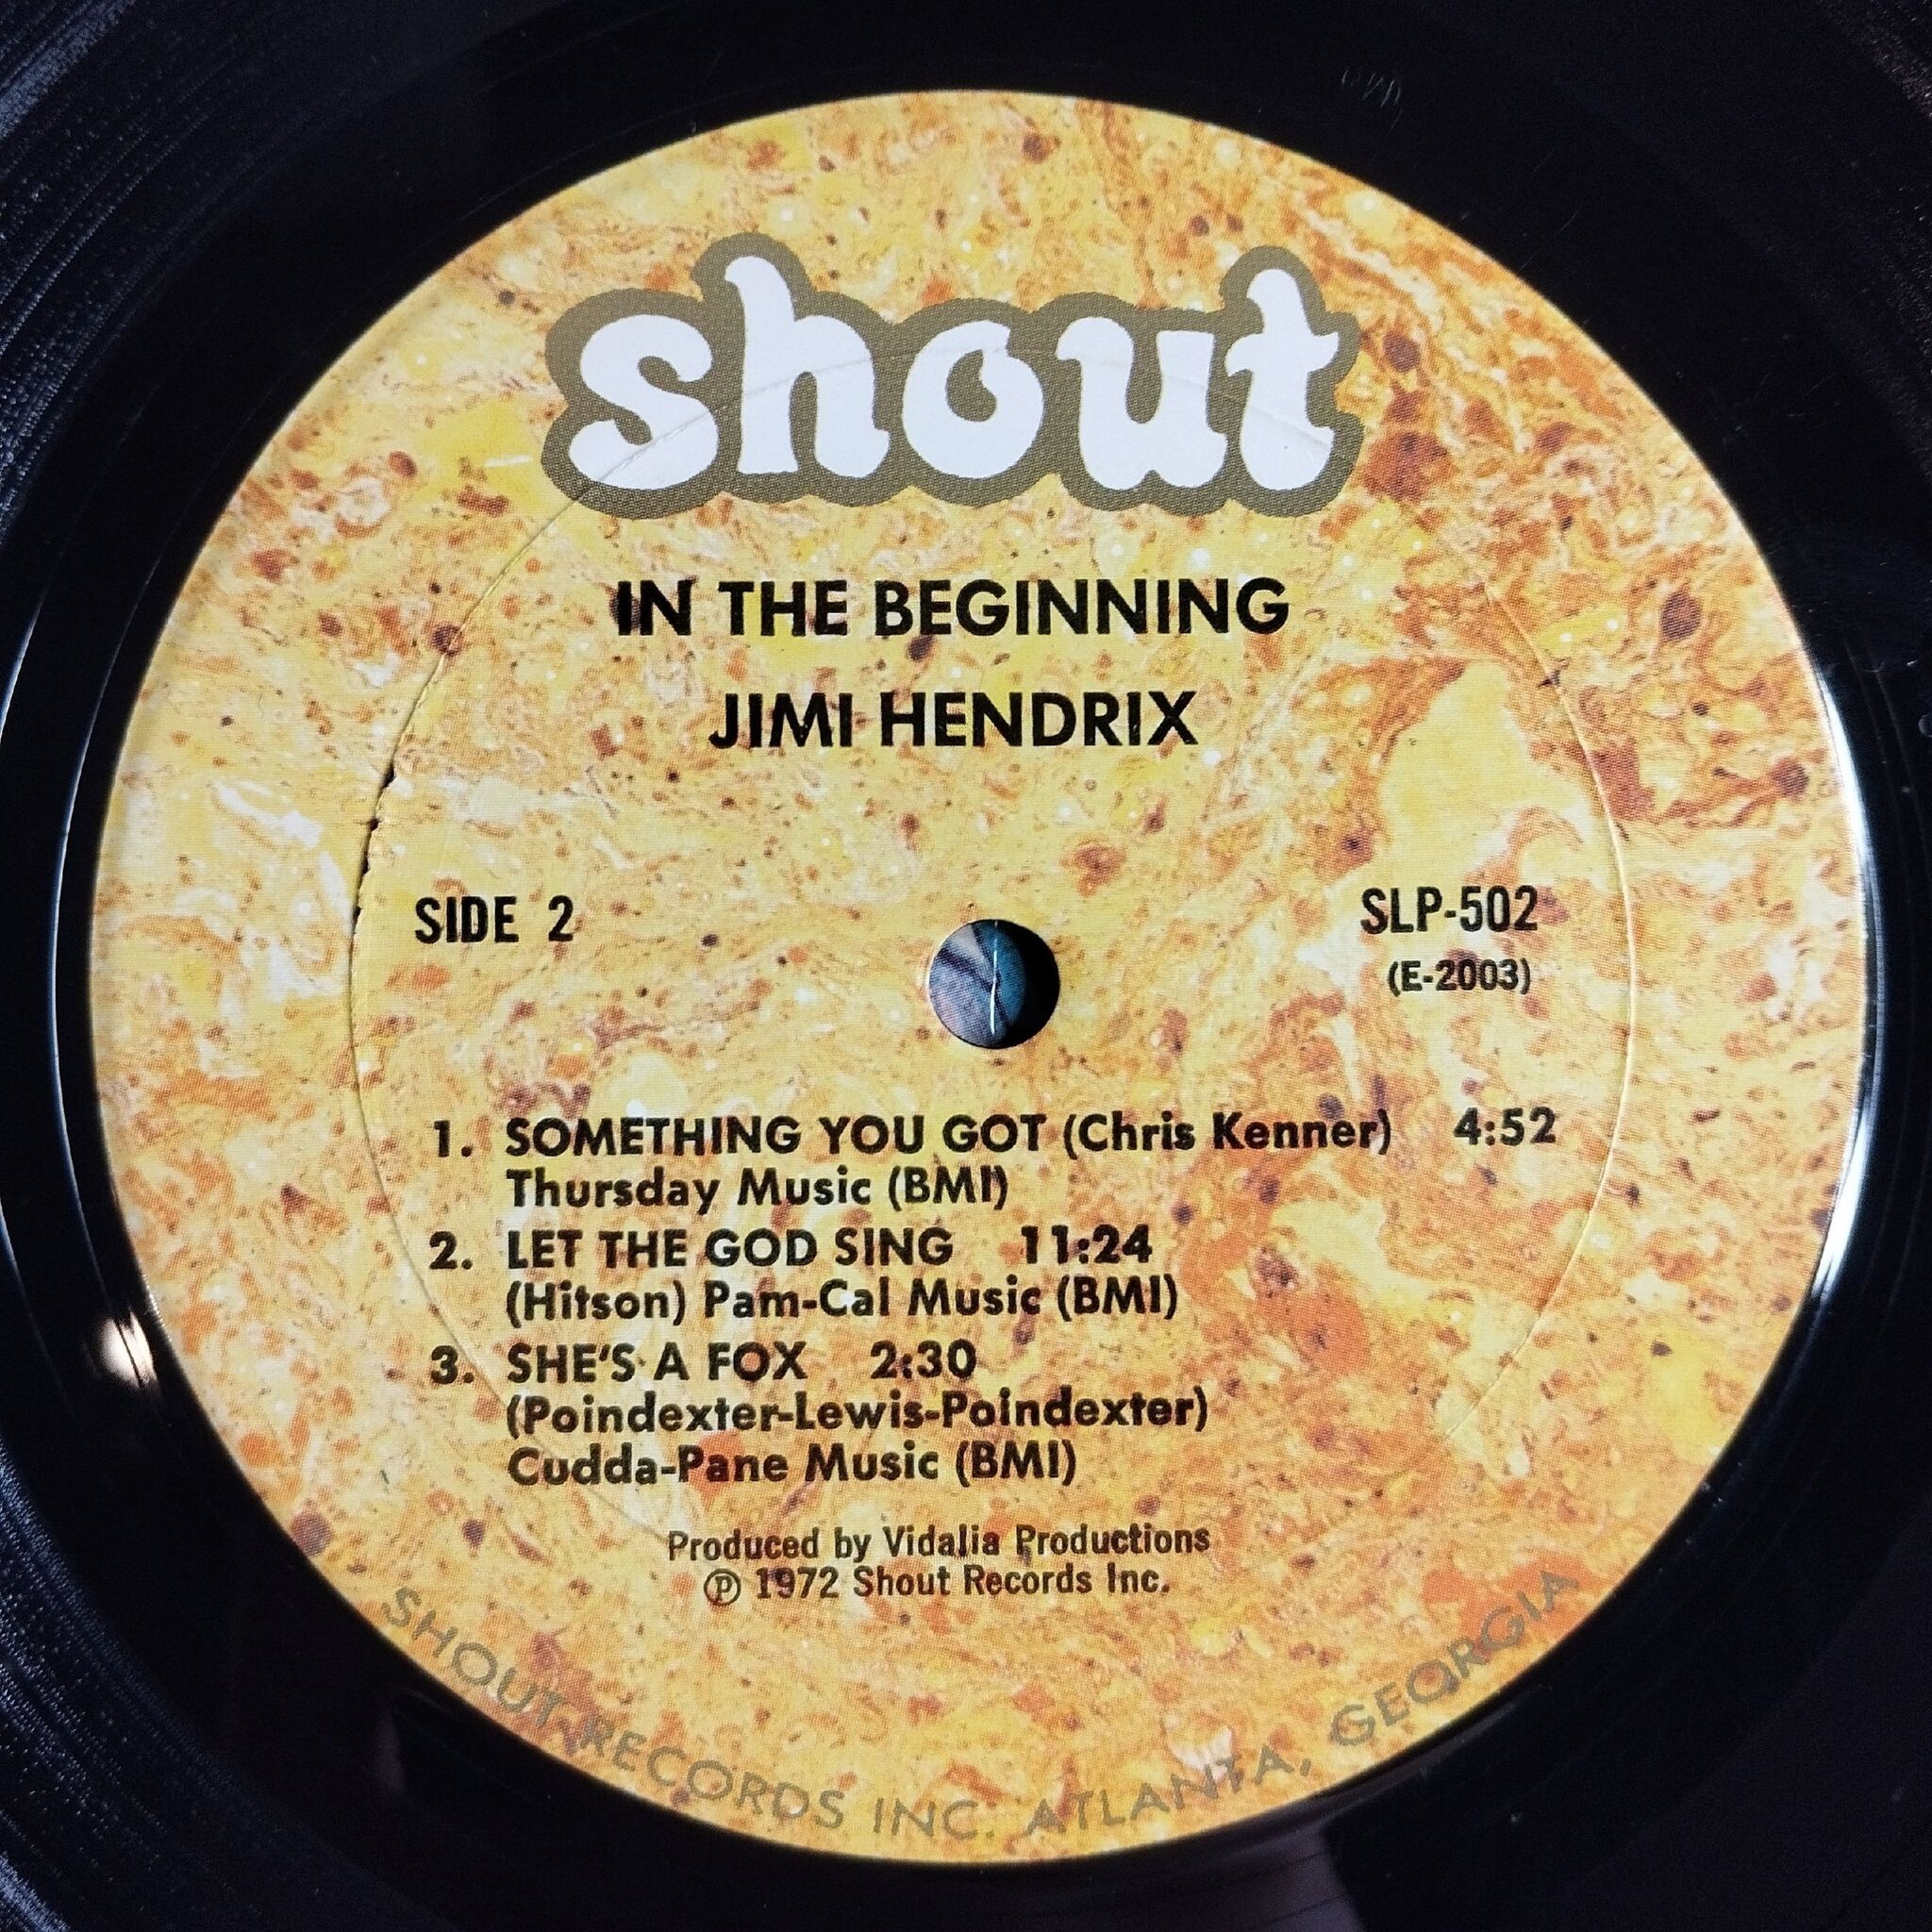 shout
IN THE BEGINNING
JIMI HENDRIX
SIDE 2
SLP-502
(E-2003)
1. SOMETHING YOU GOT (Chris Kenner) 4:52
Thursday Music (BMI)
2. LET THE GOD SING 11:24
(Hitson) Pam-Cal Music (BMI)
3. SHE'S A FOX 2:30
(Poindexter-Lewis-Poindexter)
Cudda-Pane Music (BMI)
Produced by Vidalia Productions
℗ 1972 Shout Records Inc.
SHOUT RECORDS INC. ATLANTA, GEORGIA